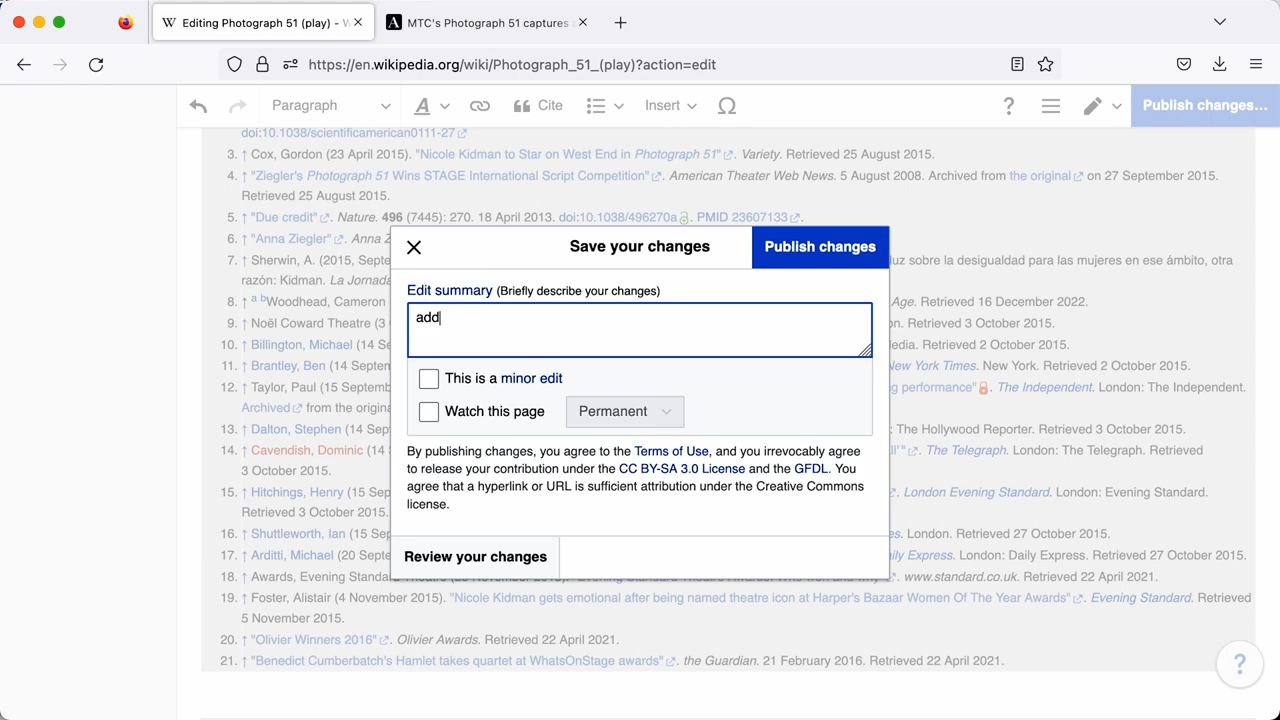 Editing Photograph 51 (play) – W
MTC's Photograph 51 captures
https://en.wikipedia.org/wiki/Photograph_51_(play)?action=edit
Paragraph
A
Cite
Insert
Ω
?
Publish changes…
doi:10.1038/scientificamerican0111-27
3. ↑ Cox, Gordon (23 April 2015). "Nicole Kidman to Star on West End in Photograph 51". Variety. Retrieved 25 August 2015.
4. ↑ "Ziegler's Photograph 51 Wins STAGE International Script Competition". American Theater Web News. 5 August 2008. Archived from the original on 27 September 2015.
Retrieved 25 August 2015.
5. ↑ "Due credit". Nature. 496 (7445): 270. 18 April 2013. doi:10.1038/496270a. PMID 23607133.
6. ↑ "Anna Ziegler". Anna Z
7. ↑ Sherwin, A. (2015, Septe
luz sobre la desigualdad para las mujeres en ese ámbito, otra
razón: Kidman. La Jornada
8. ↑ a b Woodhead, Cameron
Age. Retrieved 16 December 2022.
9. ↑ Noël Coward Theatre (3
on. Retrieved 3 October 2015.
10. ↑ Billington, Michael (14 Se
edia. Retrieved 2 October 2015.
11. ↑ Brantley, Ben (14 Septem
New York Times. New York. Retrieved 2 October 2015.
12. ↑ Taylor, Paul (15 Septemb
g performance". The Independent. London: The Independent.
Archived from the origina
13. ↑ Dalton, Stephen (14 Sep
: The Hollywood Reporter. Retrieved 3 October 2015.
14. ↑ Cavendish, Dominic (14
ll'". The Telegraph. London: The Telegraph. Retrieved
3 October 2015.
15. ↑ Hitchings, Henry (15 Sep
. London Evening Standard. London: Evening Standard.
Retrieved 3 October 2015.
16. ↑ Shuttleworth, Ian (15 Sep
es. London. Retrieved 27 October 2015.
17. ↑ Arditti, Michael (20 Septe
aily Express. London: Daily Express. Retrieved 27 October 2015.
18. ↑ Awards, Evening Standa
. www.standard.co.uk. Retrieved 22 April 2021.
19. ↑ Foster, Alistair (4 November 2015). "Nicole Kidman gets emotional after being named theatre icon at Harper's Bazaar Women Of The Year Awards". Evening Standard. Retrieved
5 November 2015.
20. ↑ "Olivier Winners 2016". Olivier Awards. Retrieved 22 April 2021.
21. ↑ "Benedict Cumberbatch's Hamlet takes quartet at WhatsOnStage awards". the Guardian. 21 February 2016. Retrieved 22 April 2021.
Save your changes
Publish changes
Edit summary (Briefly describe your changes)
add
This is a minor edit
Watch this page
Permanent
By publishing changes, you agree to the Terms of Use, and you irrevocably agree
to release your contribution under the CC BY-SA 3.0 License and the GFDL. You
agree that a hyperlink or URL is sufficient attribution under the Creative Commons
license.
Review your changes
?